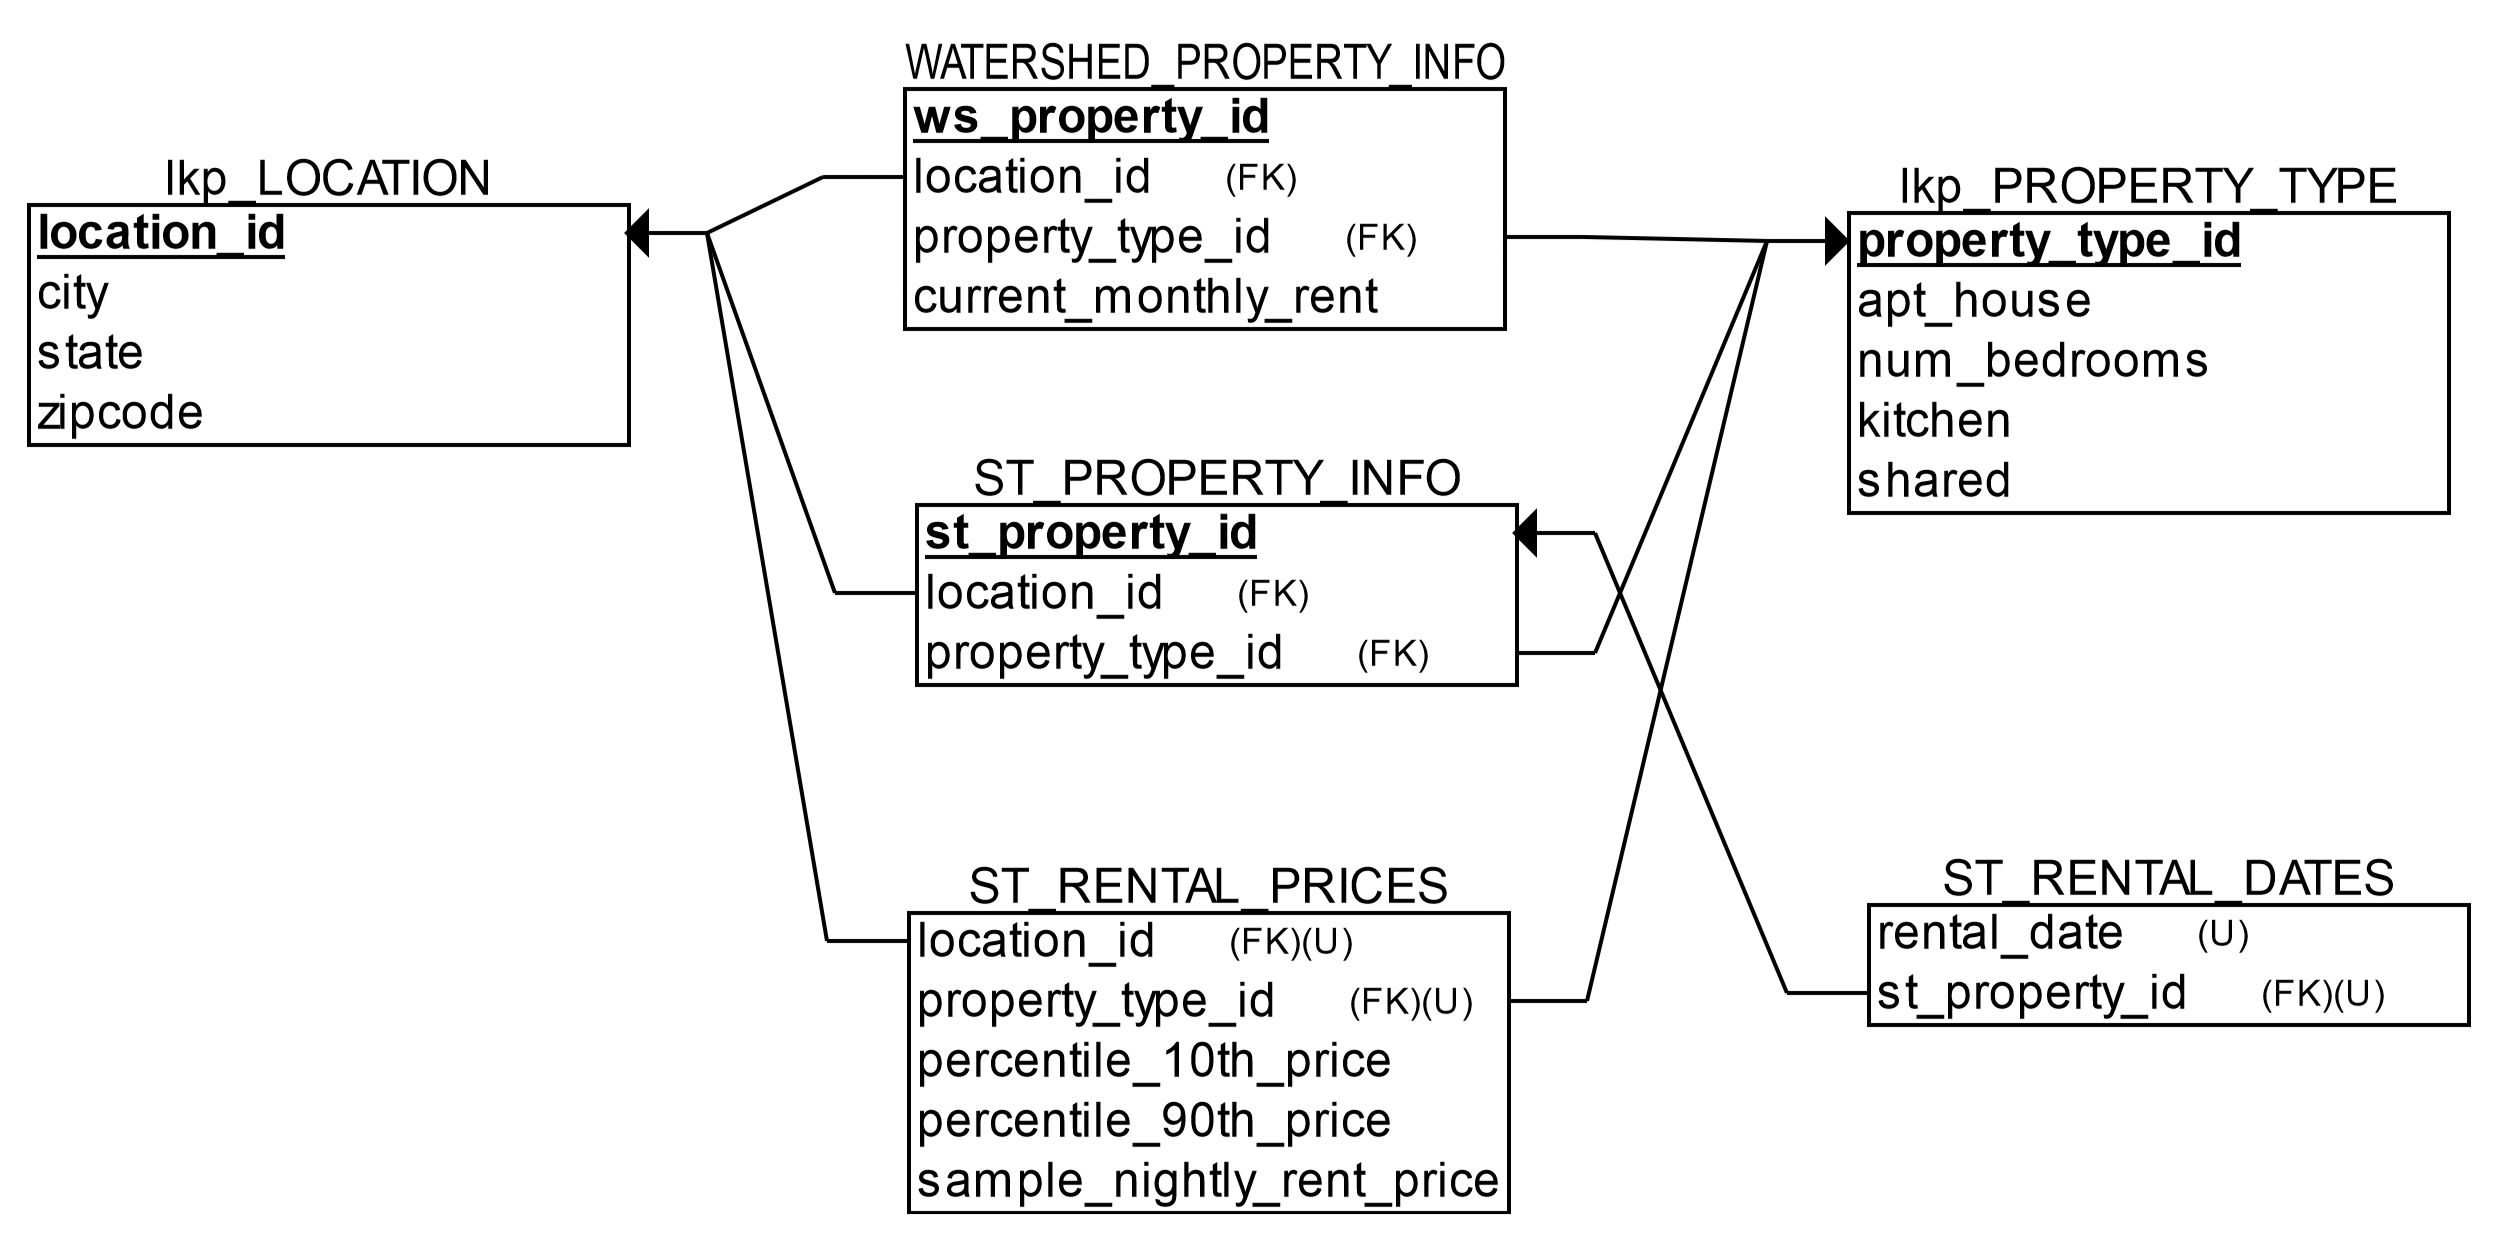 WATERSHED_PROPERTY_INFO
ws_property_id
location_id (FK)
property_type_id (FK)
current_monthly_rent
lkp_LOCATION
location_id
city
state
zipcode
lkp_PROPERTY_TYPE
property_type_id
apt_house
num_bedrooms
kitchen
shared
ST_PROPERTY_INFO
st_property_id
location_id (FK)
property_type_id (FK)
ST_RENTAL_PRICES
location_id (FK)(U)
property_type_id (FK)(U)
percentile_10th_price
percentile_90th_price
sample_nightly_rent_price
ST_RENTAL_DATES
rental_date (U)
st_property_id (FK)(U)